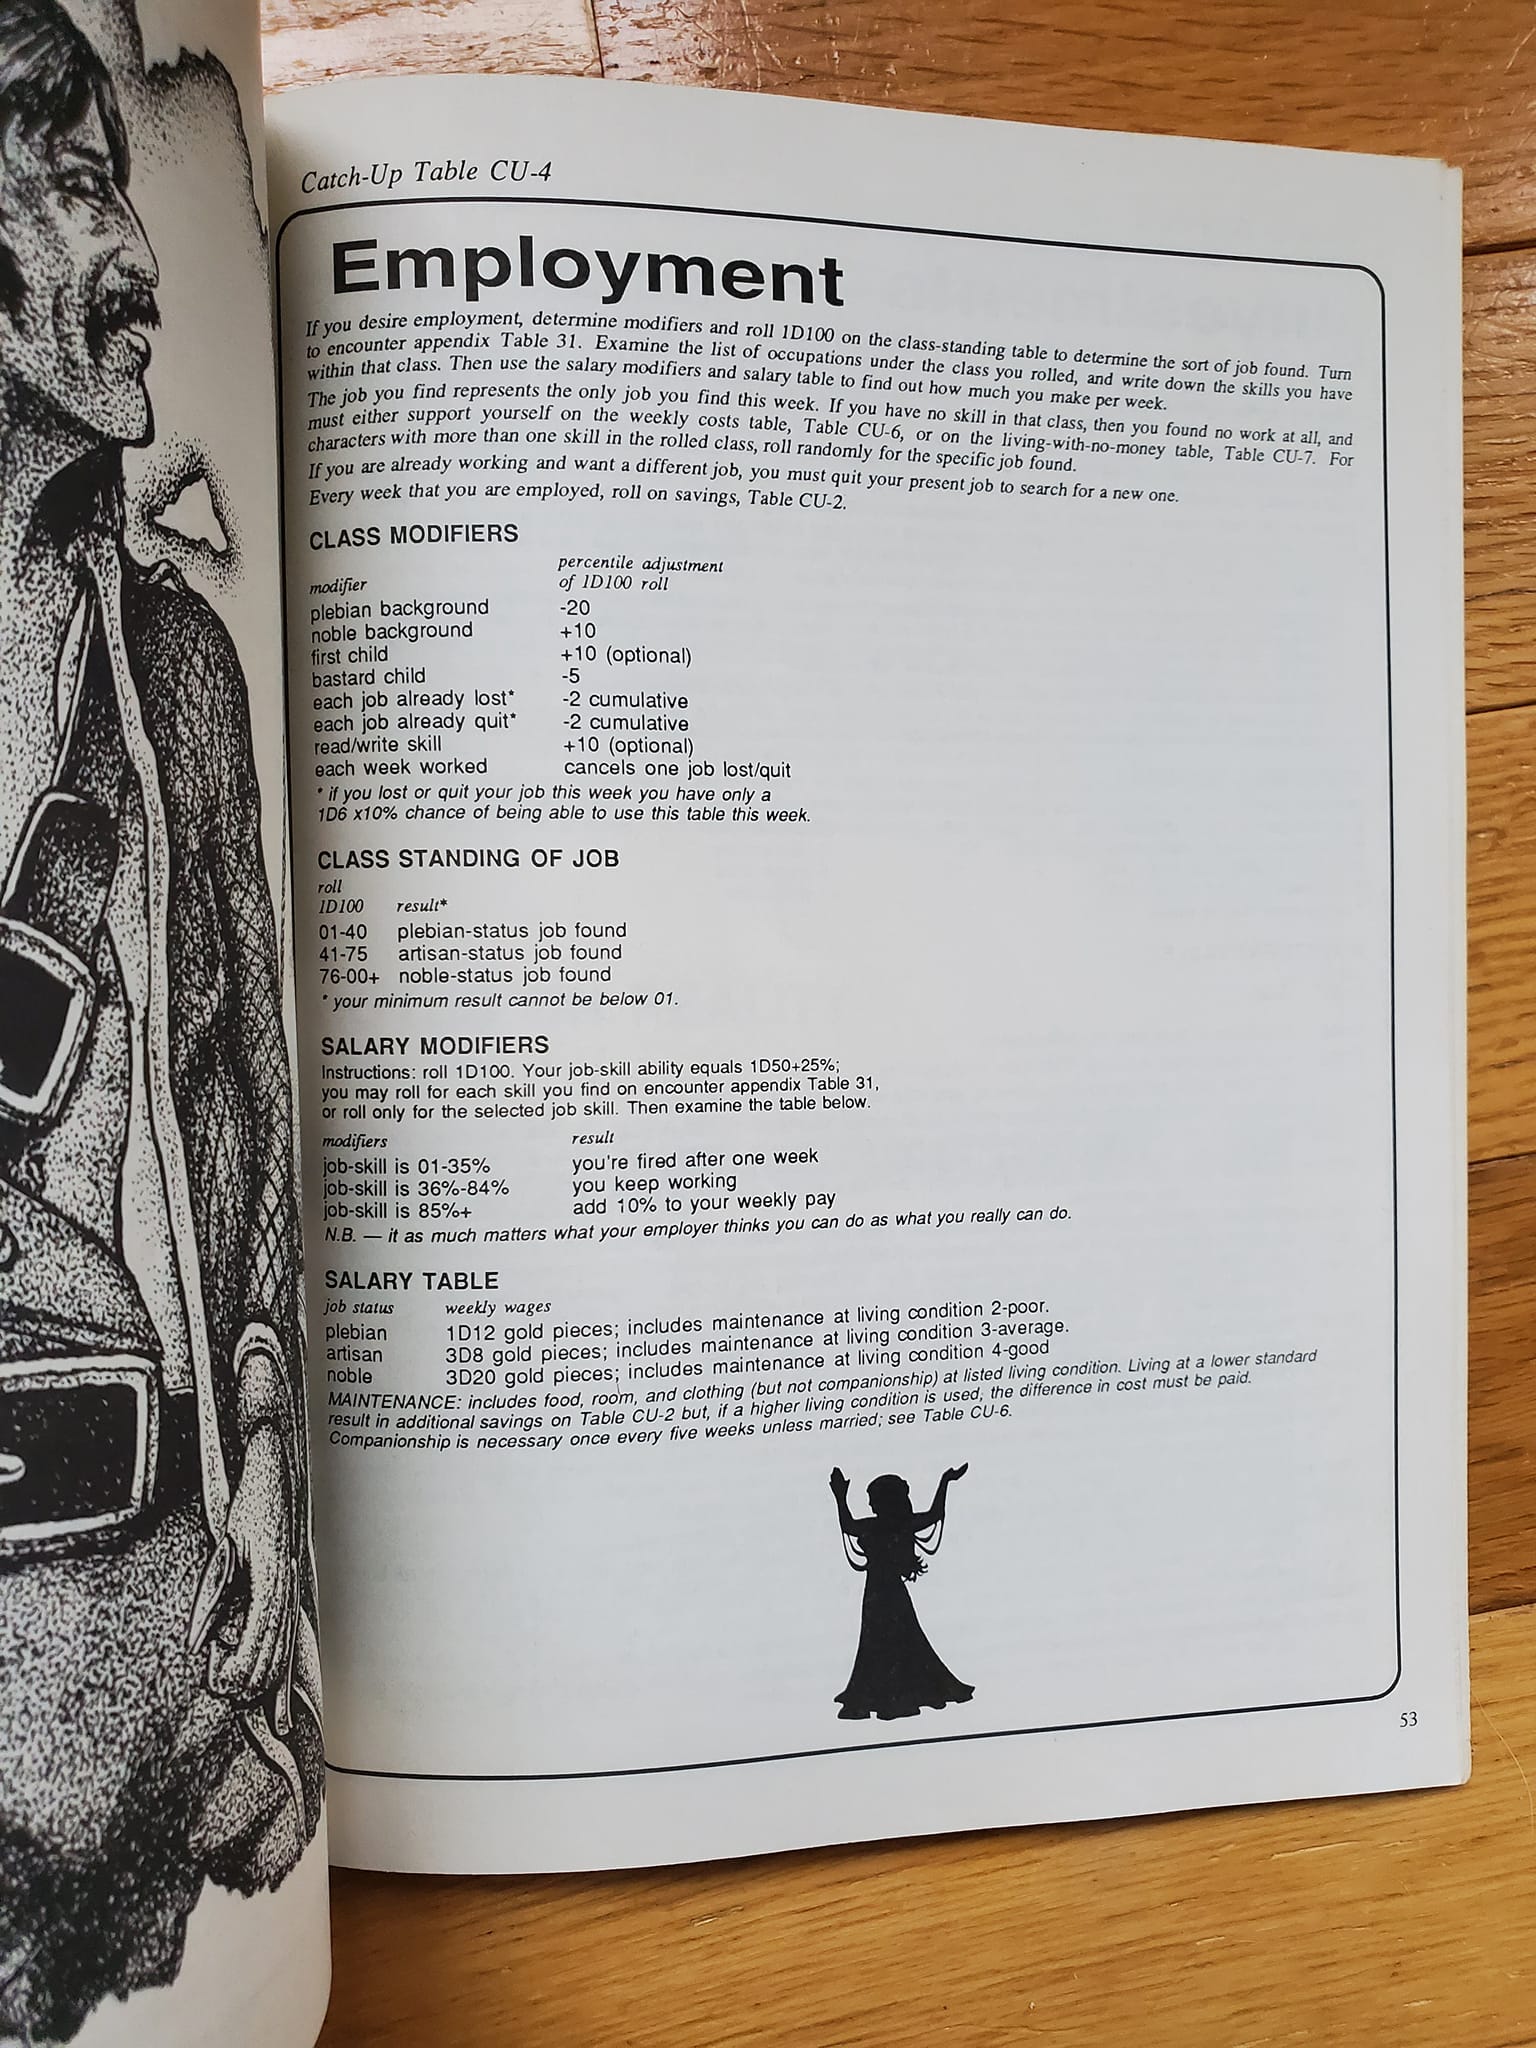 Catch-Up Table CU-4
Employment
If you desire employment, determine modifiers and roll 1D100 on the class-standing table to determine the sort of job found. Turn
to encounter appendix Table 31. Examine the list of occupations under the class you rolled, and write down the skills you have
within that class. Then use the salary modifiers and salary table to find out how much you make per week.
The job you find represents the only job you find this week. If you have no skill in that class, then you found no work at all, and
must either support yourself on the weekly costs table, Table CU-6, or on the living-with-no-money table, Table CU-7. For
characters with more than one skill in the rolled class, roll randomly for the specific job found.
If you are already working and want a different job, you must quit your present job to search for a new one.
Every week that you are employed, roll on savings, Table CU-2.
CLASS MODIFIERS
percentile adjustment
modifier of 1D100 roll
plebian background -20
noble background +10
first child +10 (optional)
bastard child -5
each job already lost* -2 cumulative
each job already quit* -2 cumulative
read/write skill +10 (optional)
each week worked cancels one job lost/quit
* if you lost or quit your job this week you have only a
1D6 x10% chance of being able to use this table this week.
CLASS STANDING OF JOB
roll
1D100 result*
01-40 plebian-status job found
41-75 artisan-status job found
76-00+ noble-status job found
* your minimum result cannot be below 01.
SALARY MODIFIERS
Instructions: roll 1D100. Your job-skill ability equals 1D50+25%;
you may roll for each skill you find on encounter appendix Table 31,
or roll only for the selected job skill. Then examine the table below.
modifiers result
job-skill is 01-35% you're fired after one week
job-skill is 36%-84% you keep working
job-skill is 85%+ add 10% to your weekly pay
N.B. — it as much matters what your employer thinks you can do as what you really can do.
SALARY TABLE
job status weekly wages
plebian 1D12 gold pieces; includes maintenance at living condition 2-poor.
artisan 3D8 gold pieces; includes maintenance at living condition 3-average.
noble 3D20 gold pieces; includes maintenance at living condition 4-good
MAINTENANCE: includes food, room, and clothing (but not companionship) at listed living condition. Living at a lower standard
result in additional savings on Table CU-2 but, if a higher living condition is used, the difference in cost must be paid.
Companionship is necessary once every five weeks unless married; see Table CU-6.
53